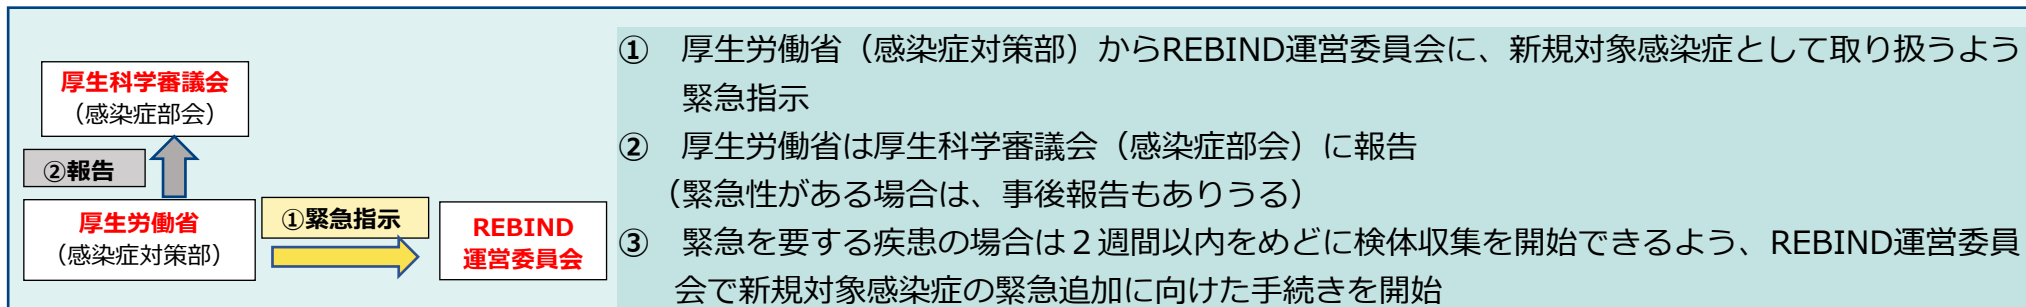 厚生科学審議会
（感染症部会）
②報告
厚生労働省
（感染症対策部）
①緊急指示
REBIND
運営委員会
① 厚生労働省（感染症対策部）からREBIND運営委員会に、新規対象感染症として取り扱うよう
緊急指示
② 厚生労働省は厚生科学審議会（感染症部会）に報告
（緊急性がある場合は、事後報告もありうる）
③ 緊急を要する疾患の場合は２週間以内をめどに検体収集を開始できるよう、REBIND運営委員
会で新規対象感染症の緊急追加に向けた手続きを開始